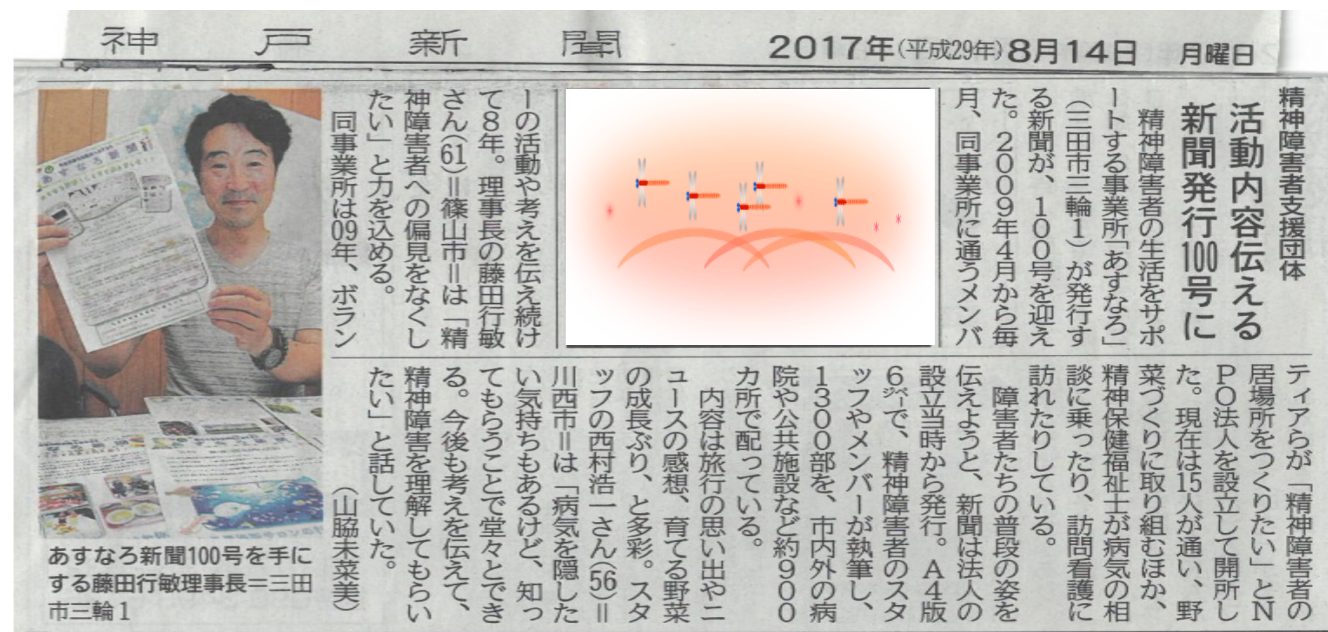 神戸新聞
2017年(平成29年)8月14日 月曜日
精神障害者支援団体
活動内容伝える
新聞発行100号に
精神障害者の生活をサポ
ートする事業所「あすなろ」
(三田市三輪1)が発行す
る新聞が、100号を迎え
た。2009年4月から毎
月、同事業所に通うメンバ
ーの活動や考えを伝え続け
て8年。理事長の藤田行敏
さん(61)=篠山市=は「精
神障害者への偏見をなくし
たい」と力を込める。
同事業所は09年、ボラン
ティアらが「精神障害者の
居場所をつくりたい」とN
PO法人を設立して開所し
た。現在は15人が通い、野
菜づくりに取り組むほか、
精神保健福祉士が病気の相
談に乗ったり、訪問看護に
訪れたりしている。
障害者たちの普段の姿を
伝えようと、新聞は法人の
設立当時から発行。A4版
6㌻で、精神障害者のスタ
ッフやメンバーが執筆し、
1300部を、市内外の病
院や公共施設など約900
カ所で配っている。
内容は旅行の思い出やニ
ュースの感想、育てる野菜
の成長ぶり、と多彩。スタ
ッフの西村浩一さん(56)=
川西市=は「病気を隠した
い気持ちもあるけど、知っ
てもらうことで堂々とでき
る。今後も考えを伝えて、
精神障害を理解してもらい
たい」と話していた。
(山脇未菜美)
あすなろ新聞100号を手に
する藤田行敏理事長=三田
市三輪1
あすなろ新聞